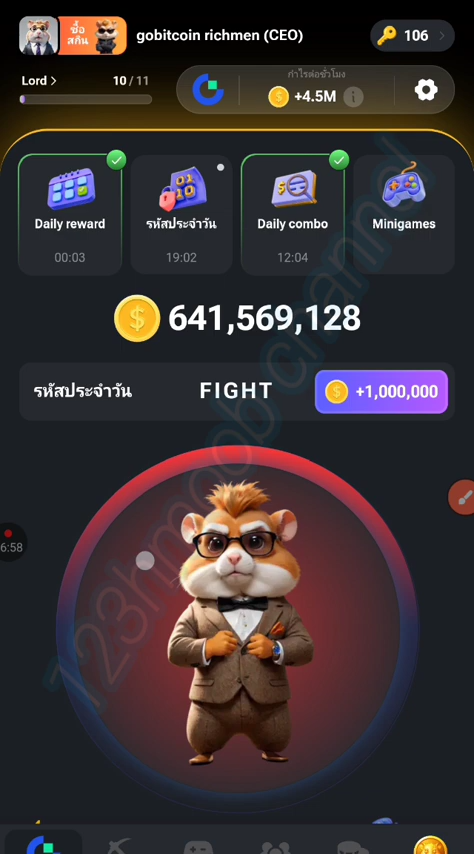 ซื้อ
สกิน
gobitcoin richmen (CEO)
106
Lord
10 / 11
กำไรต่อชั่วโมง
+4.5M
Daily reward
00:03
รหัสประจำวัน
19:02
Daily combo
12:04
Minigames
641,569,128
รหัสประจำวัน
FIGHT
+1,000,000
6:58
123hmoob channel